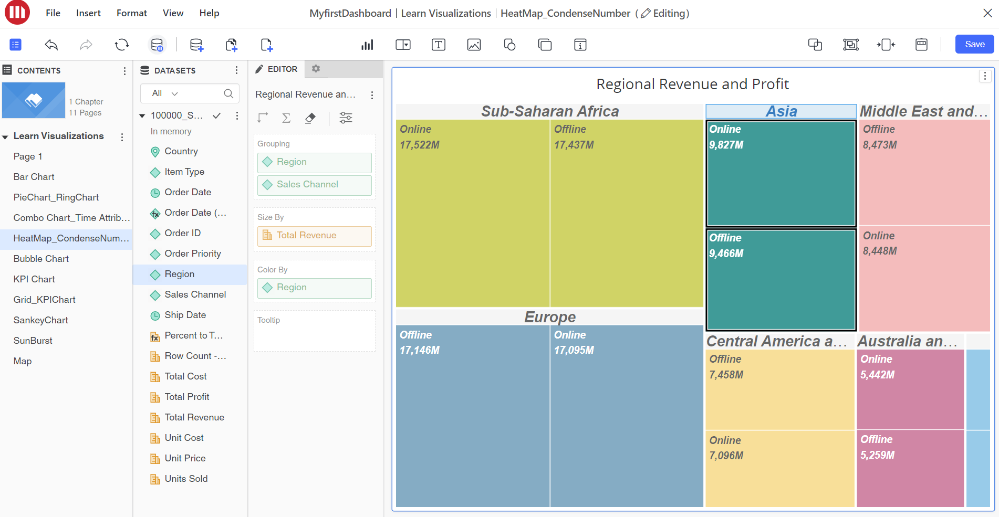 File Insert Format View Help
MyfirstDashboard | Learn Visualizations | HeatMap_CondenseNumber ( Editing)
Save
CONTENTS
1 Chapter
11 Pages
Learn Visualizations
Page 1
Bar Chart
PieChart_RingChart
Combo Chart_Time Attrib...
HeatMap_CondenseNum...
Bubble Chart
KPI Chart
Grid_KPIChart
SankeyChart
SunBurst
Map
DATASETS
All
100000_S...
In memory
Country
Item Type
Order Date
Order Date (...
Order ID
Order Priority
Region
Sales Channel
Ship Date
Percent to T...
Row Count -...
Total Cost
Total Profit
Total Revenue
Unit Cost
Unit Price
Units Sold
EDITOR
Regional Revenue an...
Grouping
Region
Sales Channel
Size By
Total Revenue
Color By
Region
Tooltip
Regional Revenue and Profit
Sub-Saharan Africa
Online
17,522M
Offline
17,437M
Asia
Online
9,827M
Offline
9,466M
Middle East and...
Offline
8,473M
Online
8,448M
Europe
Offline
17,146M
Online
17,095M
Central America a...
Offline
7,458M
Online
7,096M
Australia an...
Online
5,442M
Offline
5,259M